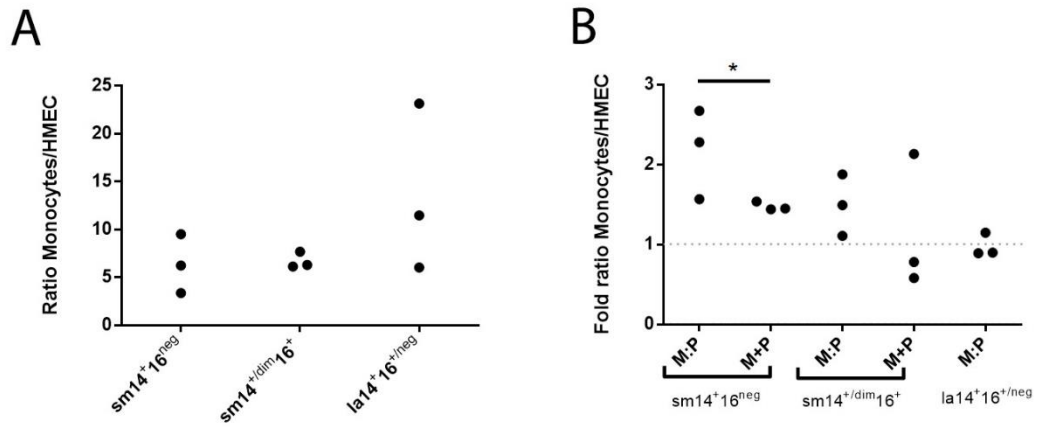 A
Ratio Monocytes/HMEC
25
20
15
10
5
0
sm14⁺16ⁿᵉᵍ
sm14⁺/ᵈⁱᵐ16⁺
la14⁺16⁺/ⁿᵉᵍ
B
Fold ratio Monocytes/HMEC
3
2
1
0
*
M:P
M+P
M:P
M+P
M:P
sm14⁺16ⁿᵉᵍ
sm14⁺/ᵈⁱᵐ16⁺
la14⁺16⁺/ⁿᵉᵍ